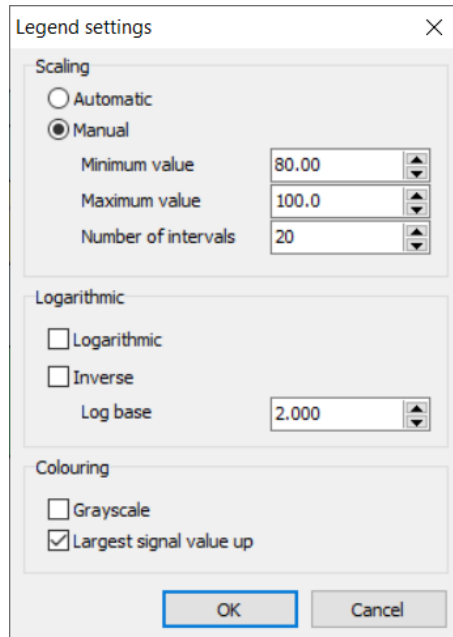 Legend settings
Scaling
Automatic
Manual
Minimum value 80.00
Maximum value 100.0
Number of intervals 20
Logarithmic
Logarithmic
Inverse
Log base 2.000
Colouring
Grayscale
Largest signal value up
OK Cancel